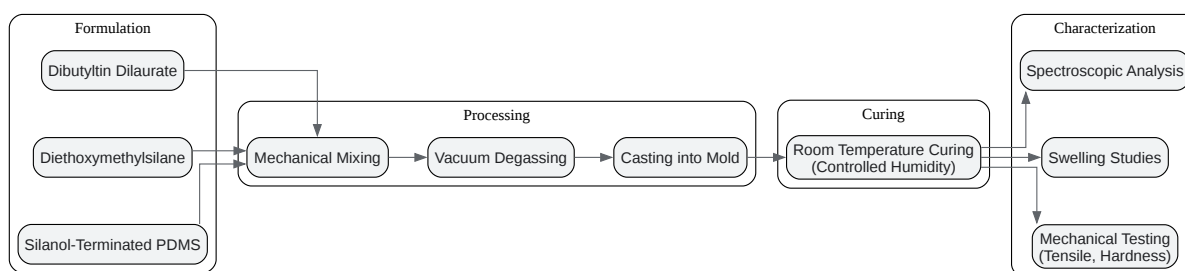 Formulation
Dibutyltin Dilaurate
Diethoxymethylsilane
Silanol-Terminated PDMS
Processing
Mechanical Mixing
Vacuum Degassing
Casting into Mold
Curing
Room Temperature Curing
(Controlled Humidity)
Characterization
Spectroscopic Analysis
Swelling Studies
Mechanical Testing
(Tensile, Hardness)